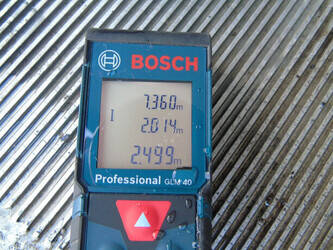 BOSCH
7.360m
2.014m
2.499m
Professional GLM 40